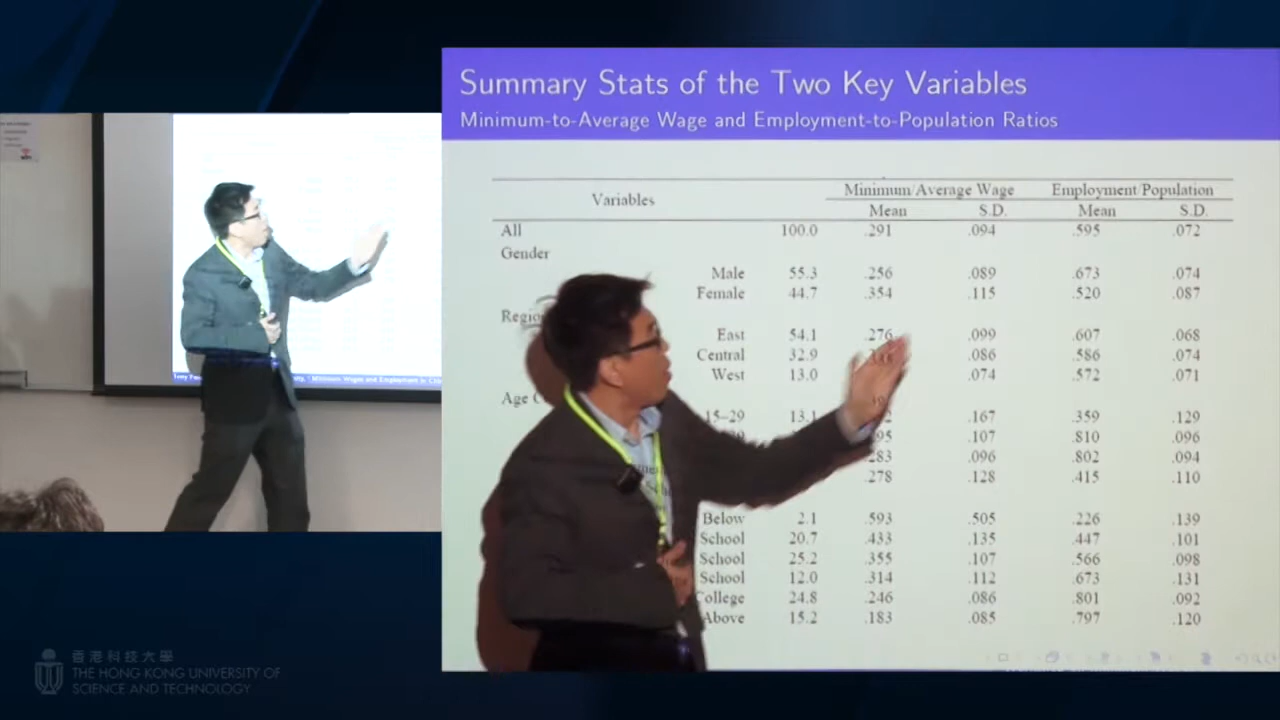 Summary Stats of the Two Key Variables
Minimum-to-Average Wage and Employment-to-Population Ratios
Variables Minimum/Average Wage Employment/Population
Mean S.D. Mean S.D.
All 100.0 .291 .094 .595 .072
Gender
Male 55.3 .256 .089 .673 .074
Female 44.7 .354 .115 .520 .087
East 54.1 .276 .099 .607 .068
Central 32.9 .086 .586 .074
West 13.0 .074 .572 .071
Age
15–29 13.1 .167 .359 .129
.107 .810 .096
.283 .096 .802 .094
.278 .128 .415 .110
Below 2.1 .593 .505 .226 .139
School 20.7 .433 .135 .447 .101
School 25.2 .355 .107 .566 .098
School 12.0 .314 .112 .673 .131
College 24.8 .246 .086 .801 .092
Above 15.2 .183 .085 .797 .120
Minimum Wages and Employment in
香港科技大學
THE HONG KONG UNIVERSITY OF
SCIENCE AND TECHNOLOGY